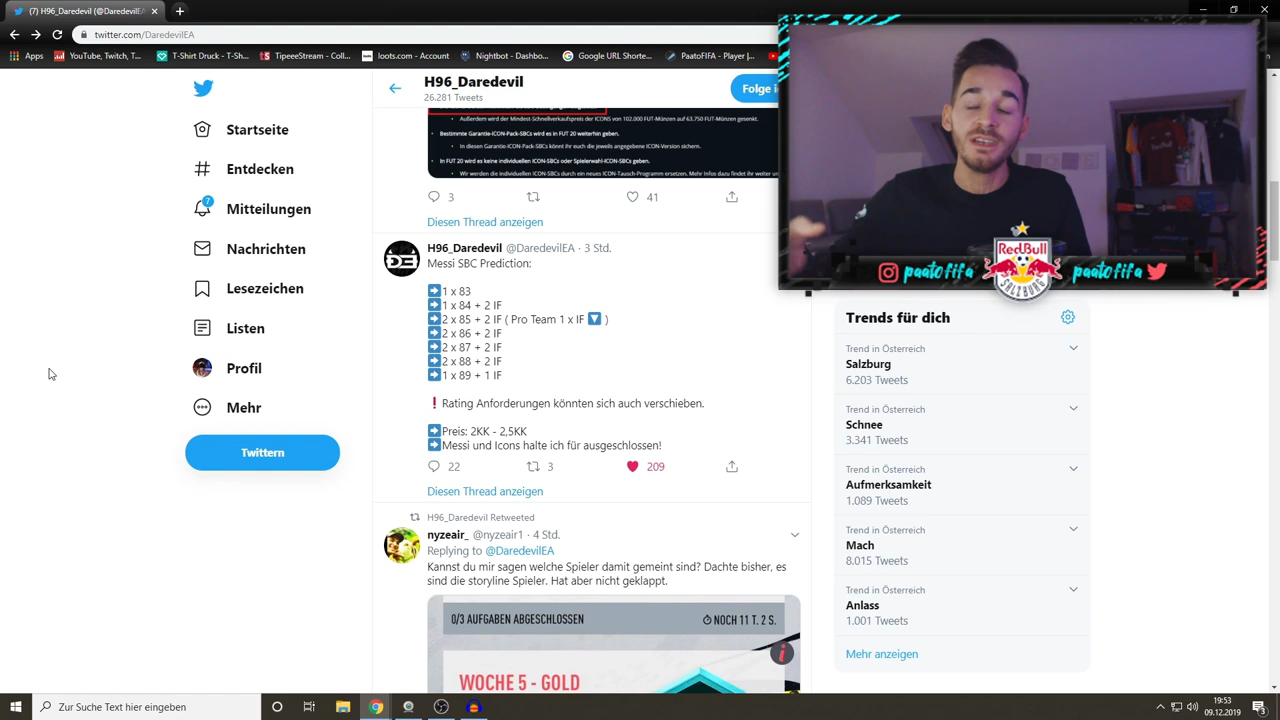 (7) H96_Daredevil (@DaredevilEA
twitter.com/DaredevilEA
Apps
YouTube, Twitch, T...
T-Shirt Druck - T-Sh...
TipeeeStream - Coll...
loots.com - Account
Nightbot - Dashbo...
Google URL Shorte...
PaatoFIFA - Player |...
H96_Daredevil
26.281 Tweets
Startseite
Entdecken
7
Mitteilungen
Nachrichten
Lesezeichen
Listen
Profil
Mehr
Twittern
Außerdem wird der Mindest-Schnellverkaufspreis der ICONS von 102.000 FUT-Münzen auf 63.750 FUT-Münzen gesenkt.
Bestimmte Garantie-ICON-Pack-SBCs wird es in FUT 20 weiterhin geben.
In diesen Garantie-ICON-Pack-SBCs könnt ihr euch die jeweils angegebene ICON-Version sichern.
In FUT 20 wird es keine individuellen ICON-SBCs oder Spielerwahl-ICON-SBCs geben.
Wir werden die individuellen ICON-SBCs durch ein neues ICON-Tausch-Programm ersetzen. Mehr Infos dazu findet ihr weiter
3
41
Diesen Thread anzeigen
H96_Daredevil @DaredevilEA · 3 Std.
Messi SBC Prediction:
➡1 x 83
➡1 x 84 + 2 IF
➡2 x 85 + 2 IF ( Pro Team 1 x IF 🔽 )
➡2 x 86 + 2 IF
➡2 x 87 + 2 IF
➡2 x 88 + 2 IF
➡1 x 89 + 1 IF
❗Rating Anforderungen könnten sich auch verschieben.
➡Preis: 2KK - 2,5KK
➡Messi und Icons halte ich für ausgeschlossen!
22
3
209
Diesen Thread anzeigen
H96_Daredevil Retweeted
nyzeair_ @nyzeair1 · 4 Std.
Replying to @DaredevilEA
Kannst du mir sagen welche Spieler damit gemeint sind? Dachte bisher, es
sind die storyline Spieler. Hat aber nicht geklappt.
0/3 AUFGABEN ABGESCHLOSSEN
NOCH 11 T. 2 S.
WOCHE 5 - GOLD
paatofifa
RedBull
SALZBURG
paatofifa
Trends für dich
Trend in Österreich
Salzburg
6.203 Tweets
Trend in Österreich
Schnee
3.341 Tweets
Trend in Österreich
Aufmerksamkeit
1.089 Tweets
Trend in Österreich
Mach
8.015 Tweets
Trend in Österreich
Anlass
1.001 Tweets
Mehr anzeigen
Zur Suche Text hier eingeben
19:53
09.12.2019